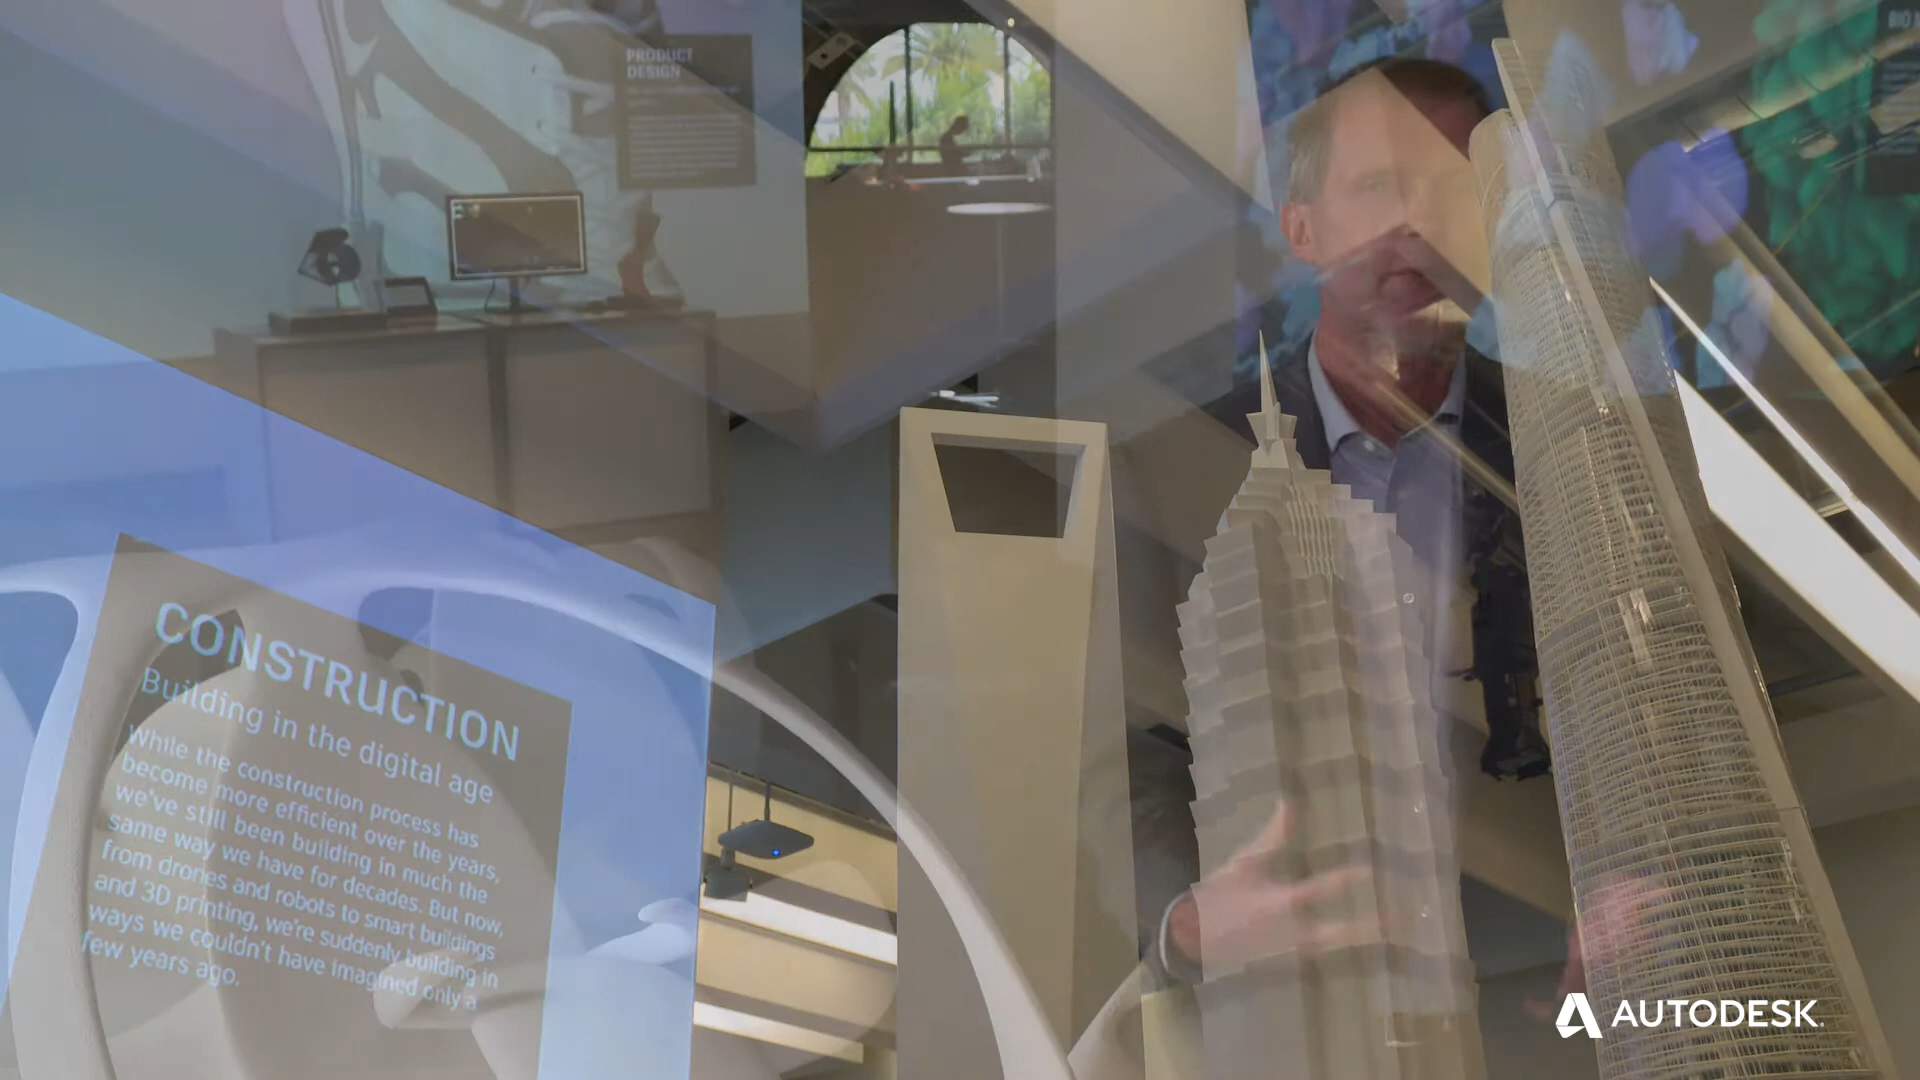 PRODUCT
DESIGN
BIO
CONSTRUCTION
Building in the digital age
While the construction process has
become more efficient over the years,
we've still been building in much the
same way we have for decades. But now,
from drones and robots to smart buildings
and 3D printing, we're suddenly building in
ways we couldn't have imagined only a
few years ago.
AUTODESK.